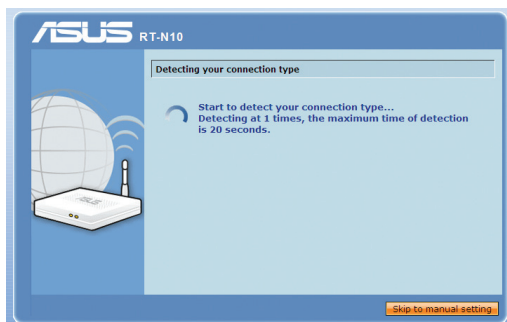 ASUS RT-N10
Detecting your connection type
Start to detect your connection type...
Detecting at 1 times, the maximum time of detection
is 20 seconds.
ASUS
Skip to manual setting